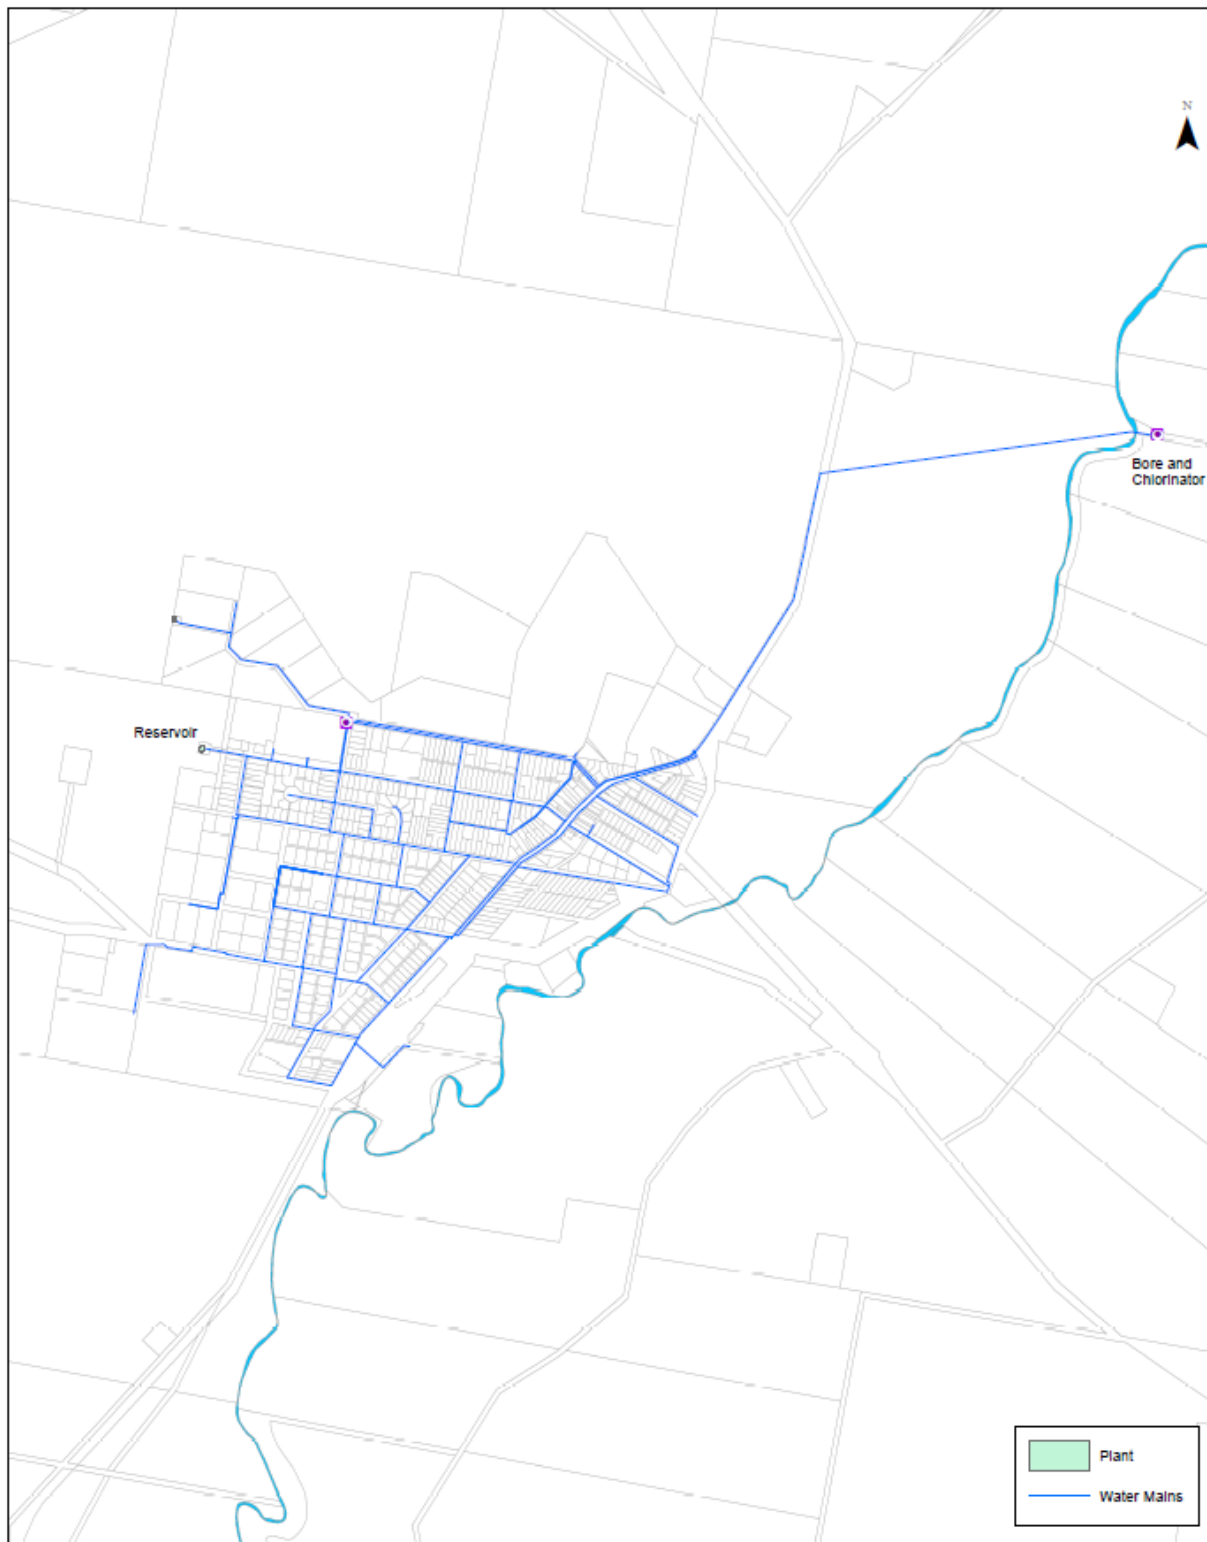 N
Bore and
Chlorinator
Reservoir
Plant
Water Mains